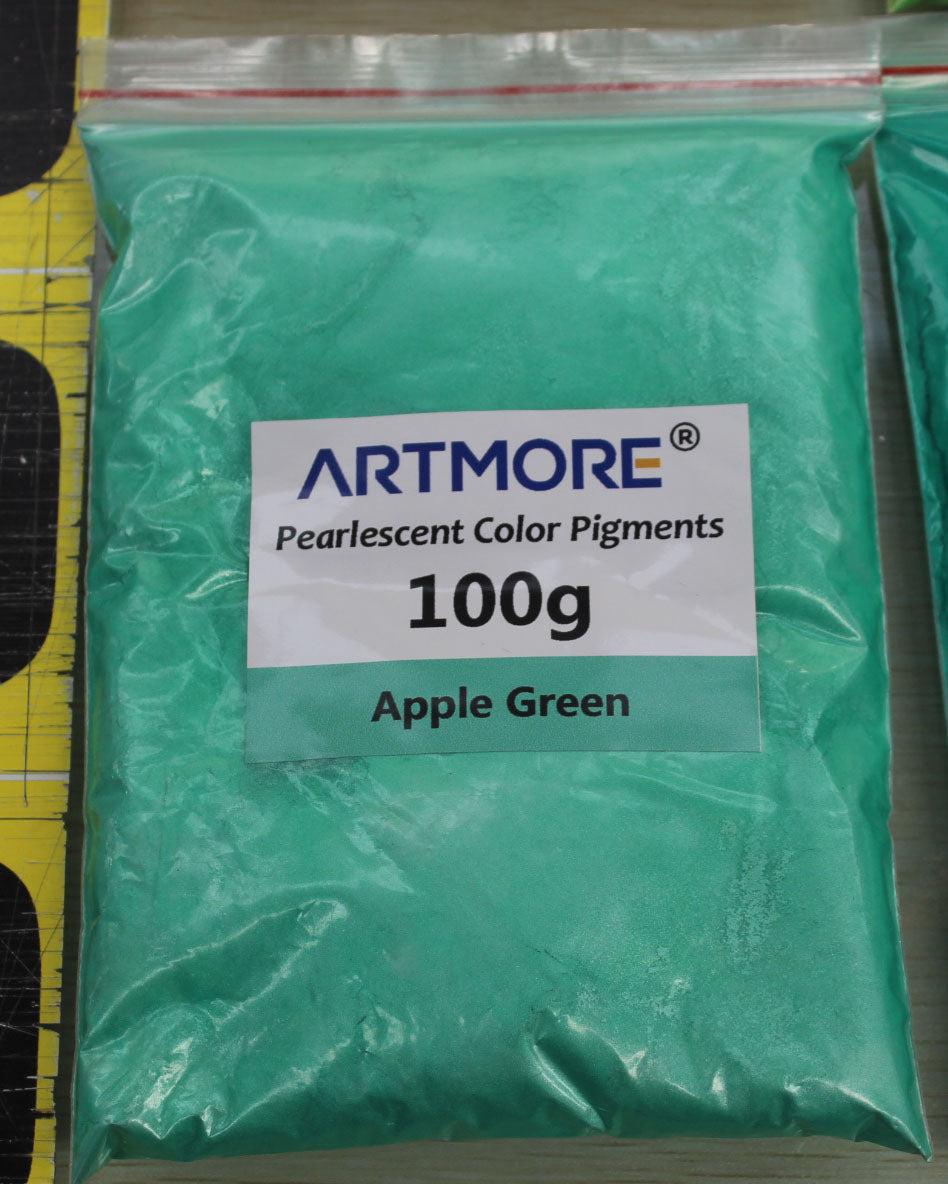 ARTMORE®
Pearlescent Color Pigments
100g
Apple Green